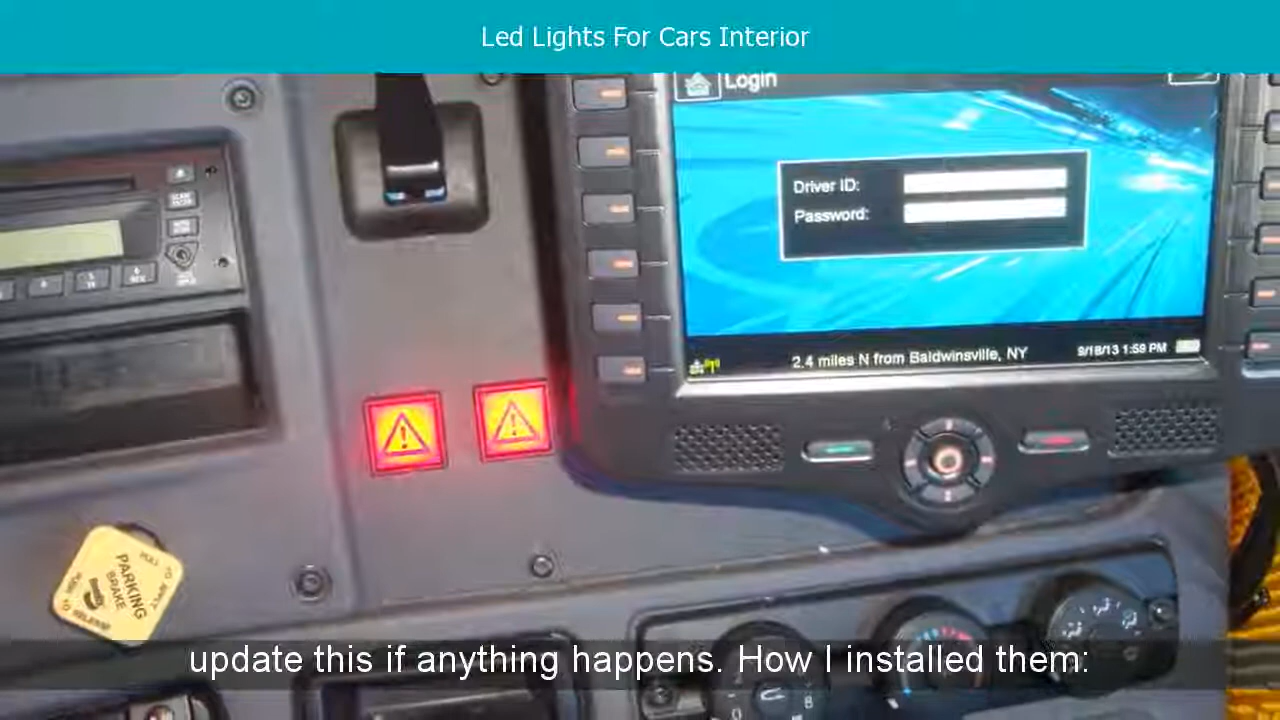 Led Lights For Cars Interior
Login
Driver ID:
Password:
2.4 miles N from Baldwinsville, NY
9/18/13 1:59 PM
PARKING
BRAKE
update this if anything happens. How I installed them: